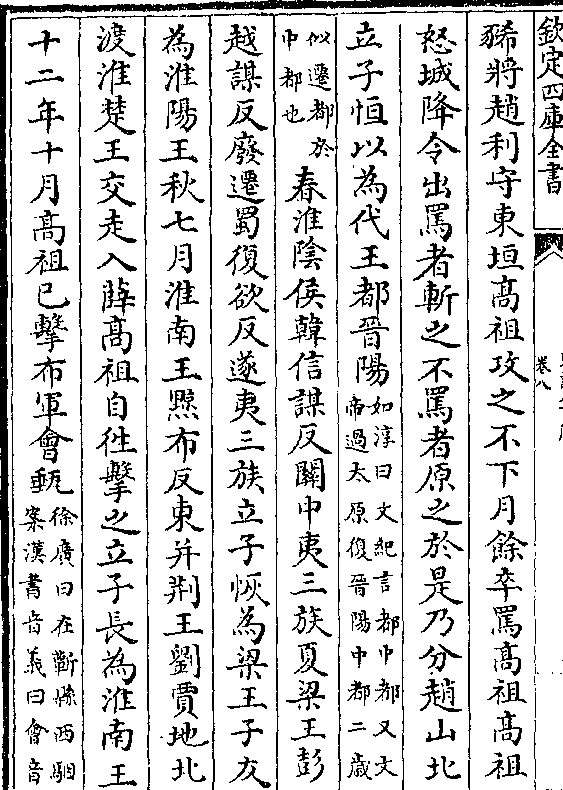 欽定四庫全書
卷八
豨將趙利守東垣高祖攻之不下月餘卒罵高祖高祖
怒城降令出罵者斬之不罵者原之於是乃分趙山北
立子恒以為代王都晉陽如淳曰文紀言都中都又文帝過太原復晉陽中都二歲
似遷都於中都也春淮隂侯韓信謀反闗中夷三族夏梁王彭
越謀反廢遷蜀復欲反遂夷三族立子恢為梁王子友
為淮陽王秋七月淮南王黥布反東并荆王劉賈地北
渡淮楚王交走入薛高祖自往擊之立子長為淮南王
十二年十月高祖已擊布軍會甀徐廣曰在蘄縣西駰案漢書音義曰會音